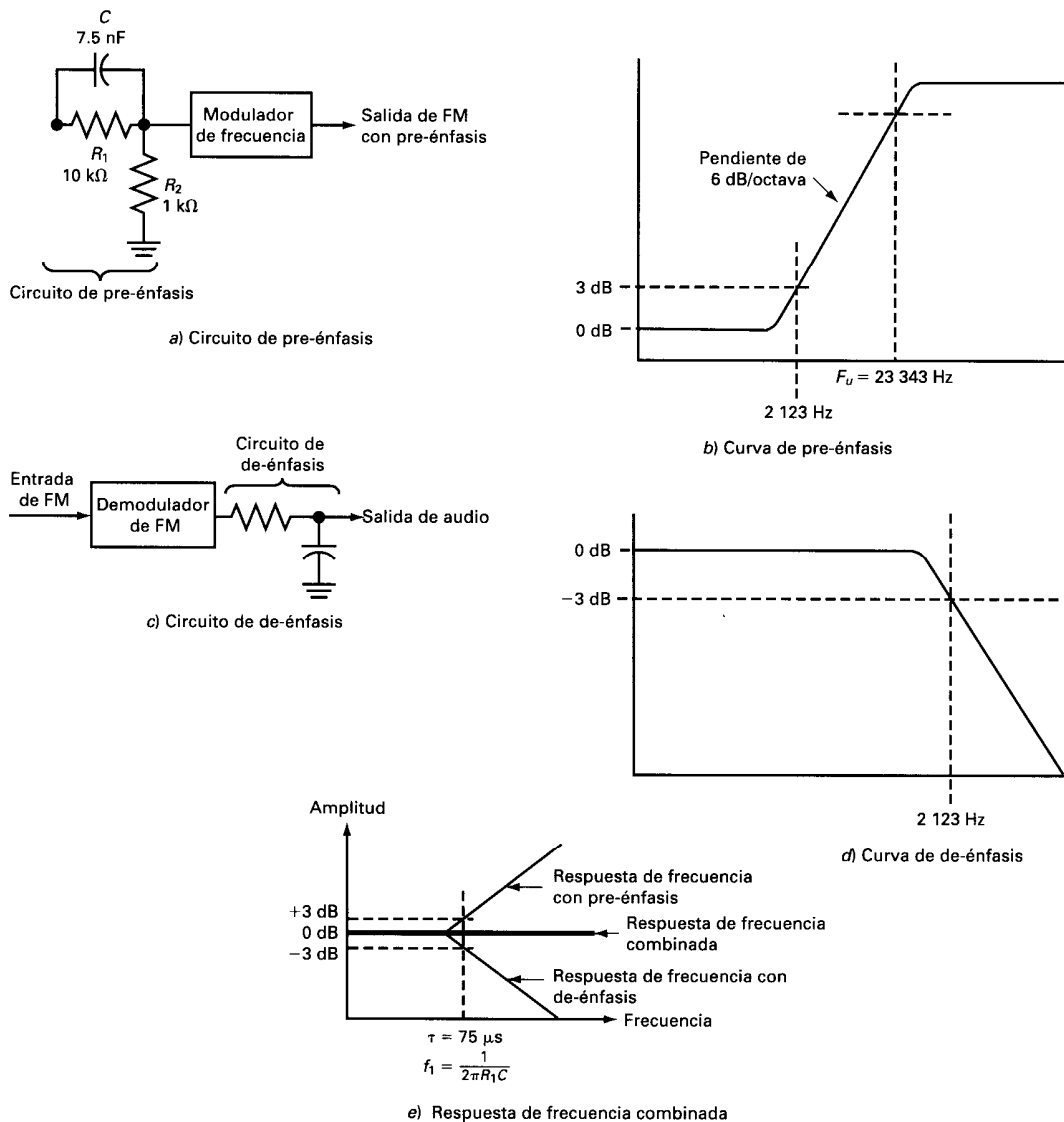 C
7.5 nF
R₁
10 kΩ
R₂
1 kΩ
Modulador
de frecuencia
Salida de FM
con pre-énfasis
Circuito de pre-énfasis
a) Circuito de pre-énfasis
Pendiente de
6 dB/octava
3 dB
0 dB
Fᵤ = 23 343 Hz
2 123 Hz
b) Curva de pre-énfasis
Entrada
de FM
Demodulador
de FM
Circuito de
de-énfasis
Salida de audio
c) Circuito de de-énfasis
0 dB
−3 dB
2 123 Hz
d) Curva de de-énfasis
Amplitud
+3 dB
0 dB
−3 dB
Respuesta de frecuencia
con pre-énfasis
Respuesta de frecuencia
combinada
Respuesta de frecuencia con
de-énfasis
Frecuencia
τ = 75 μs
f₁ = 1/2πR₁C
e) Respuesta de frecuencia combinada